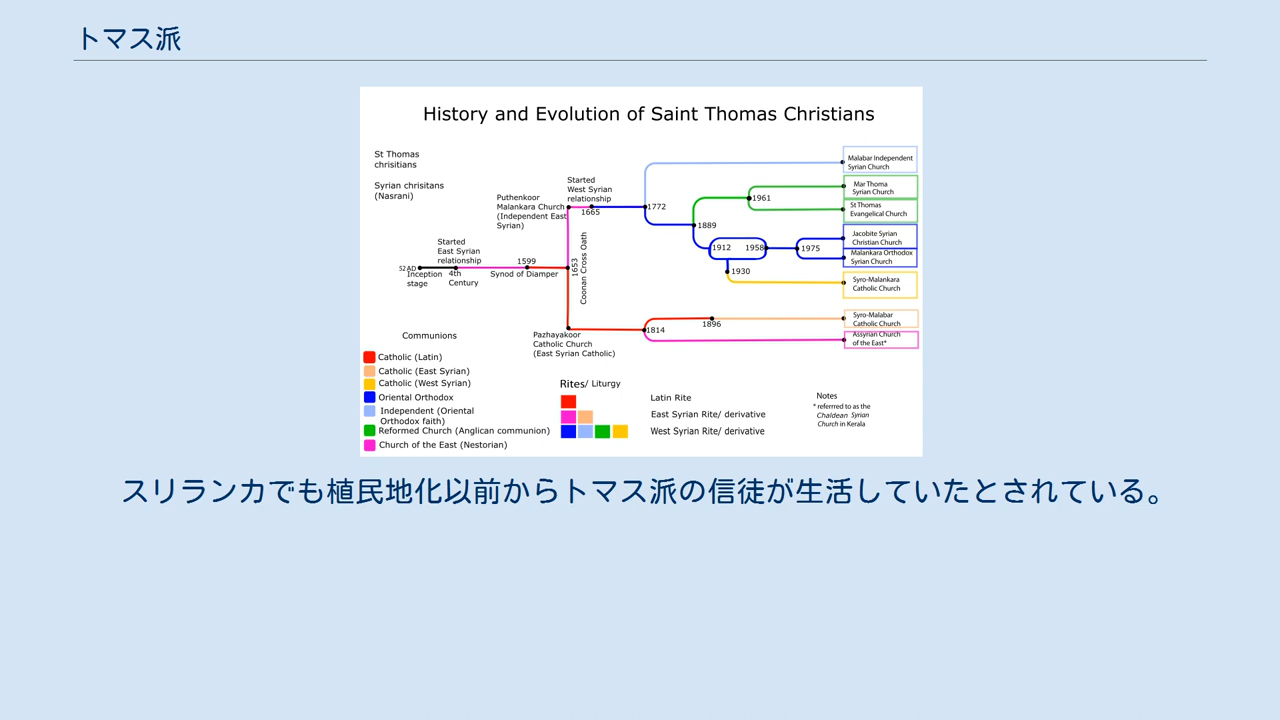 トマス派
History and Evolution of Saint Thomas Christians
St Thomas
chrisitians
Syrian chrisitans
(Nasrani)
Started
East Syrian
relationship
52AD
Inception
stage
4th
Century
1599
Synod of Diamper
1653
Coonan Cross Oath
Puthenkoor
Malankara Church
(Independent East
Syrian)
Started
West Syrian
relationship
1665
1772
1889
1961
1912
1958
1975
1930
Pazhayakoor
Catholic Church
(East Syrian Catholic)
1814
1896
Malabar Independent
Syrian Church
Mar Thoma
Syrian Church
St Thomas
Evangelical Church
Jacobite Syrian
Christian Church
Malankara Orthodox
Syrian Church
Syro-Malankara
Catholic Church
Syro-Malabar
Catholic Church
Assyrian Church
of the East*
Communions
Catholic (Latin)
Catholic (East Syrian)
Catholic (West Syrian)
Oriental Orthodox
Independent (Oriental
Orthodox faith)
Reformed Church (Anglican communion)
Church of the East (Nestorian)
Rites/ Liturgy
Latin Rite
East Syrian Rite/ derivative
West Syrian Rite/ derivative
Notes
* referrred to as the
Chaldean Syrian
Church in Kerala
スリランカでも植民地化以前からトマス派の信徒が生活していたとされている。